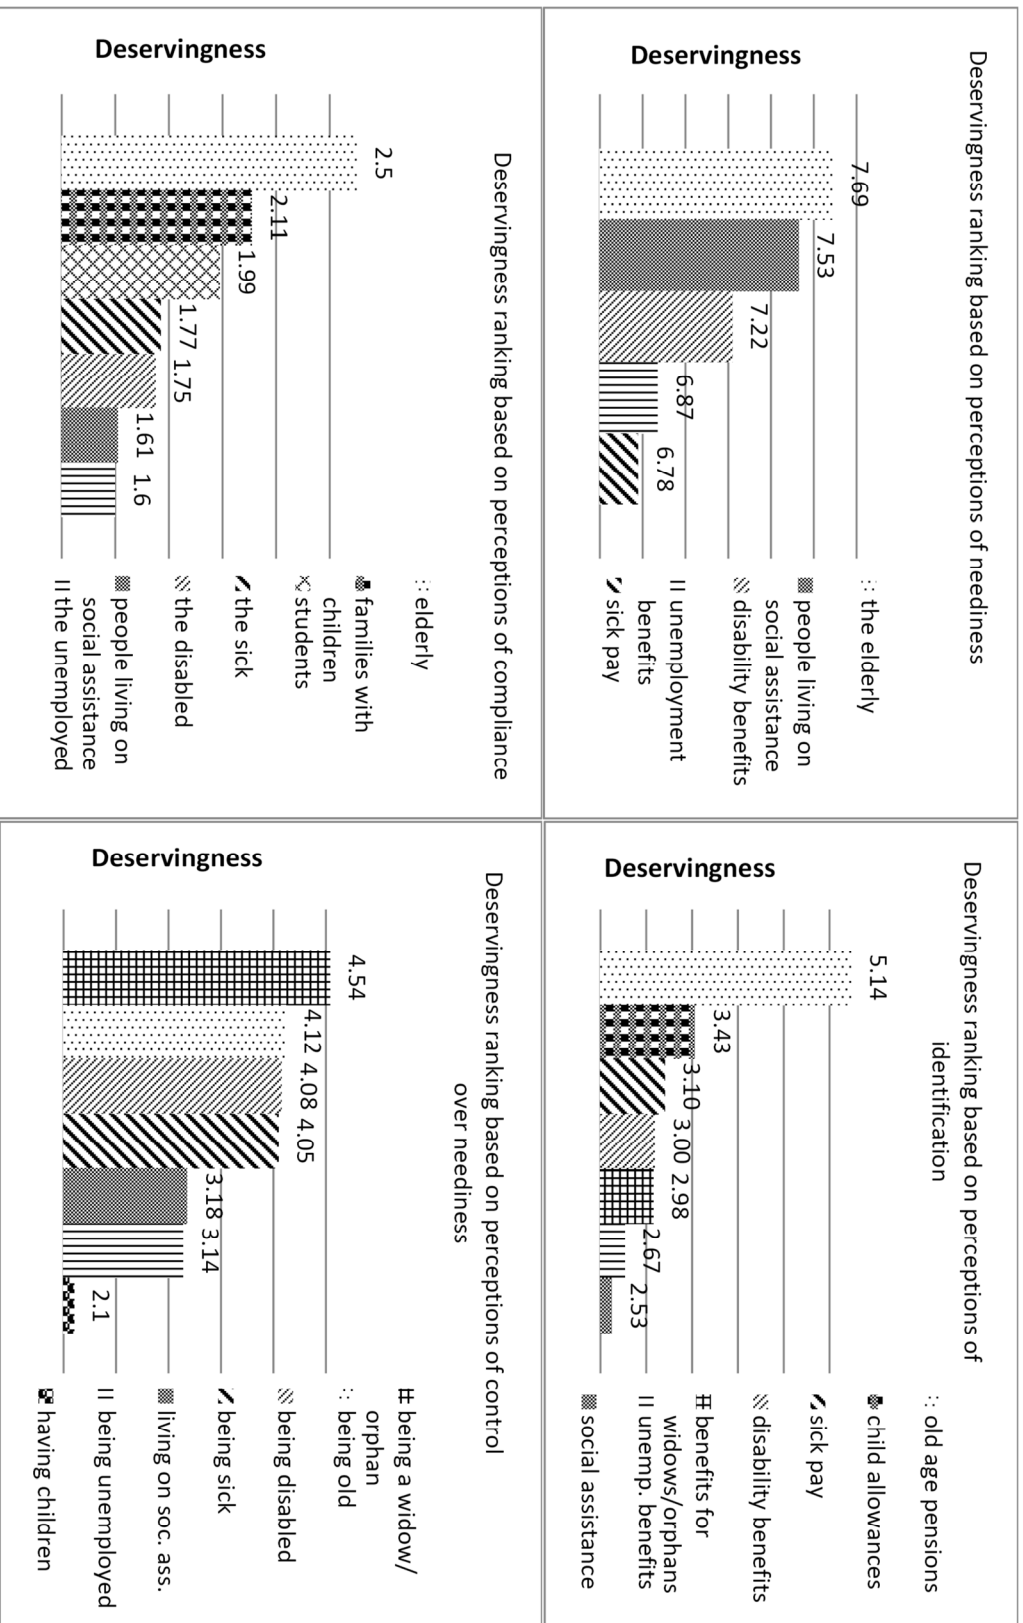 Deservingness ranking based on perceptions of neediness
Deservingness
7.69
7.53
7.22
6.87
6.78
the elderly
people living on
social assistance
disability benefits
unemployment
benefits
sick pay
Deservingness ranking based on perceptions of
identification
Deservingness
5.14
3.43
3.10
3.00
2.98
2.67
2.53
old age pensions
child allowances
sick pay
disability benefits
benefits for
widows/orphans
unemp. benefits
social assistance
Deservingness ranking based on perceptions of compliance
Deservingness
2.5
2.11
1.99
1.77
1.75
1.61
1.6
elderly
families with
children
students
the sick
the disabled
people living on
social assistance
the unemployed
Deservingness ranking based on perceptions of control
over neediness
Deservingness
4.54
4.12
4.08
4.05
3.18
3.14
2.1
being a widow/
orphan
being old
being disabled
being sick
living on soc. ass.
being unemployed
having children